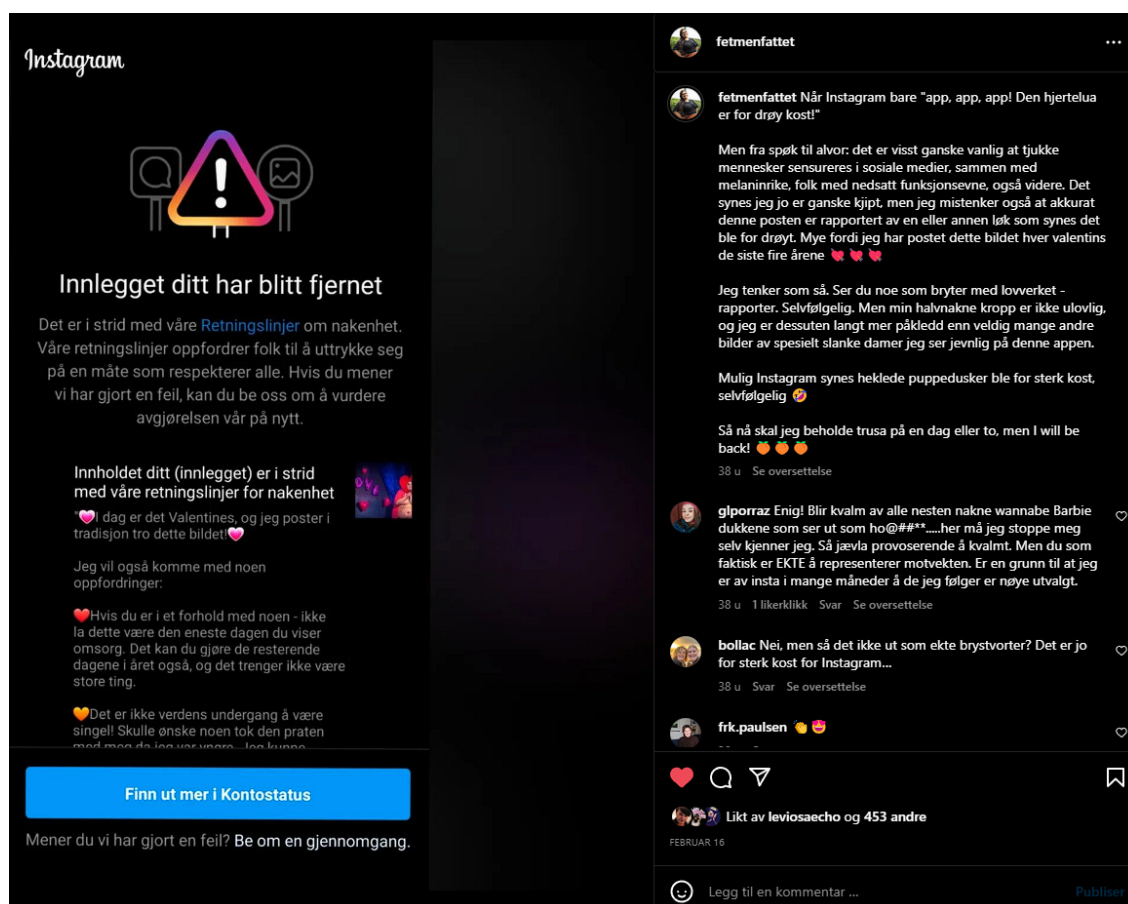 Instagram
Innlegget ditt har blitt fjernet
Det er i strid med våre Retningslinjer om nakenhet.
Våre retningslinjer oppfordrer folk til å uttrykke seg
på en måte som respekterer alle. Hvis du mener
vi har gjort en feil, kan du be oss om å vurdere
avgjørelsen vår på nytt.
Innholdet ditt (innlegget) er i strid
med våre retningslinjer for nakenhet
"💗I dag er det Valentines, og jeg poster i
tradisjon tro dette bildet!💗
Jeg vil også komme med noen
oppfordringer:
❤️Hvis du er i et forhold med noen - ikke
la dette være den eneste dagen du viser
omsorg. Det kan du gjøre de resterende
dagene i året også, og det trenger ikke være
store ting.
🧡Det er ikke verdens undergang å være
singel! Skulle ønske noen tok den praten
med meg da jeg var yngre. Jeg kunne
Finn ut mer i Kontostatus
Mener du vi har gjort en feil? Be om en gjennomgang.
fetmenfattet
fetmenfattet Når Instagram bare "app, app, app! Den hjertelua
er for drøy kost!"
Men fra spøk til alvor: det er visst ganske vanlig at tjukke
mennesker sensureres i sosiale medier, sammen med
melaninrike, folk med nedsatt funksjonsevne, også videre. Det
synes jeg jo er ganske kjipt, men jeg mistenker også at akkurat
denne posten er rapportert av en eller annen løk som synes det
ble for drøyt. Mye fordi jeg har postet dette bildet hver valentins
de siste fire årene 💘 💘 💘
Jeg tenker som så. Ser du noe som bryter med lovverket -
rapporter. Selvfølgelig. Men min halvnakne kropp er ikke ulovlig,
og jeg er dessuten langt mer påkledd enn veldig mange andre
bilder av spesielt slanke damer jeg ser jevnlig på denne appen.
Mulig Instagram synes heklede puppedusker ble for sterk kost,
selvfølgelig 🤣
Så nå skal jeg beholde trusa på en dag eller to, men I will be
back! 🍑 🍑 🍑
38 u Se oversettelse
glporraz Enig! Blir kvalm av alle nesten nakne wannabe Barbie
dukkene som ser ut som ho@##**.....her må jeg stoppe meg
selv kjenner jeg. Så jævla provoserende å kvalmt. Men du som
faktisk er EKTE å representerer motvekten. Er en grunn til at jeg
er av insta i mange måneder å de jeg følger er nøye utvalgt.
38 u 1 likerklikk Svar Se oversettelse
bollac Nei, men så det ikke ut som ekte brystvorter? Det er jo
for sterk kost for Instagram...
38 u Svar Se oversettelse
frk.paulsen 👏 🤩
Likt av leviosaecho og 453 andre
FEBRUAR 16
Legg til en kommentar ...
Publiser